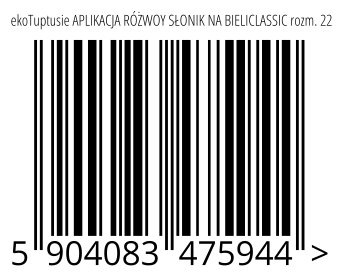 ekoTuptusie APLIKACJA RÓŻWOY SŁONIK NA BIELICLASSIC rozm. 22
5 904083 475944 >